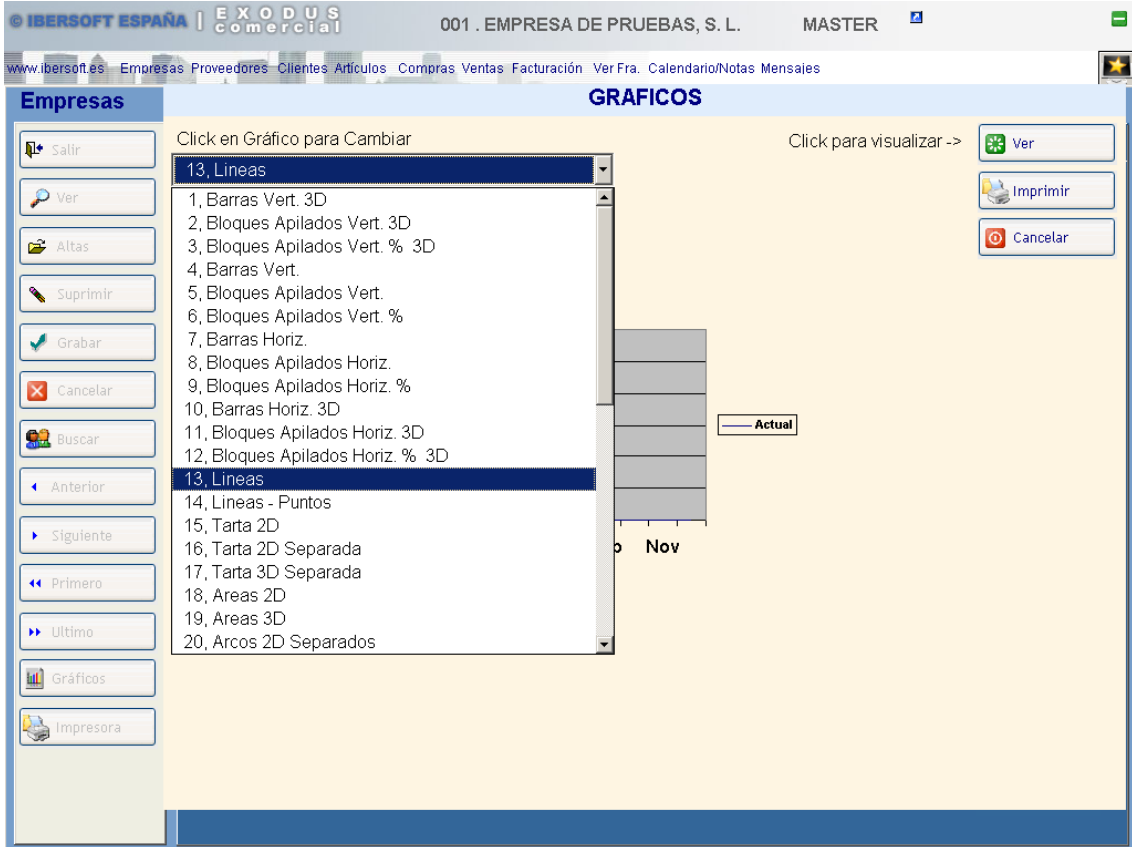 © IBERSOFT ESPAÑA | EXODUS comercial 001 . EMPRESA DE PRUEBAS, S. L. MASTER
www.ibersoft.es Empresas Proveedores Clientes Artículos Compras Ventas Facturación Ver Fra. Calendario/Notas Mensajes
Empresas
GRAFICOS
Salir
Ver
Altas
Suprimir
Grabar
Cancelar
Buscar
Anterior
Siguiente
Primero
Ultimo
Gráficos
Impresora
Click en Gráfico para Cambiar
13, Lineas
1, Barras Vert. 3D
2, Bloques Apilados Vert. 3D
3, Bloques Apilados Vert. % 3D
4, Barras Vert.
5, Bloques Apilados Vert.
6, Bloques Apilados Vert. %
7, Barras Horiz.
8, Bloques Apilados Horiz.
9, Bloques Apilados Horiz. %
10, Barras Horiz. 3D
11, Bloques Apilados Horiz. 3D
12, Bloques Apilados Horiz. % 3D
13, Lineas
14, Lineas - Puntos
15, Tarta 2D
16, Tarta 2D Separada
17, Tarta 3D Separada
18, Areas 2D
19, Areas 3D
20, Arcos 2D Separados
Click para visualizar ->
Ver
Imprimir
Cancelar
Actual
Nov